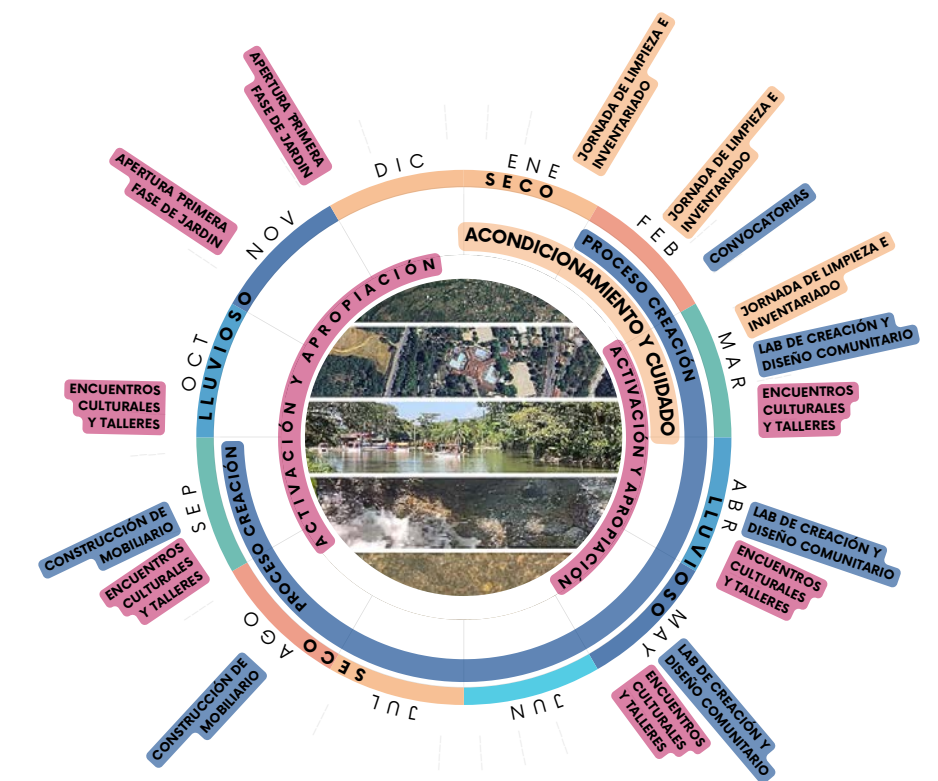 ENE
SECO
JORNADA DE LIMPIEZA E
INVENTARIADO
FEB
JORNADA DE LIMPIEZA E
INVENTARIADO
CONVOCATORIAS
MAR
JORNADA DE LIMPIEZA E
INVENTARIADO
LAB DE CREACIÓN Y
DISEÑO COMUNITARIO
ENCUENTROS
CULTURALES
Y TALLERES
ABR
LLUVIOSO
LAB DE CREACIÓN Y
DISEÑO COMUNITARIO
ENCUENTROS
CULTURALES
Y TALLERES
MAY
LAB DE CREACIÓN Y
DISEÑO COMUNITARIO
ENCUENTROS
CULTURALES
Y TALLERES
JUN
JUL
SECO
AGO
CONSTRUCCIÓN DE
MOBILIARIO
SEP
ENCUENTROS
CULTURALES
Y TALLERES
CONSTRUCCIÓN DE
MOBILIARIO
OCT
LLUVIOSO
ENCUENTROS
CULTURALES
Y TALLERES
NOV
APERTURA PRIMERA
FASE DE JARDIN
APERTURA PRIMERA
FASE DE JARDIN
DIC
ACONDICIONAMIENTO Y CUIDADO
PROCESO CREACIÓN
ACTIVACIÓN Y APROPIACIÓN
PROCESO CREACIÓN
ACTIVACIÓN Y APROPIACIÓN